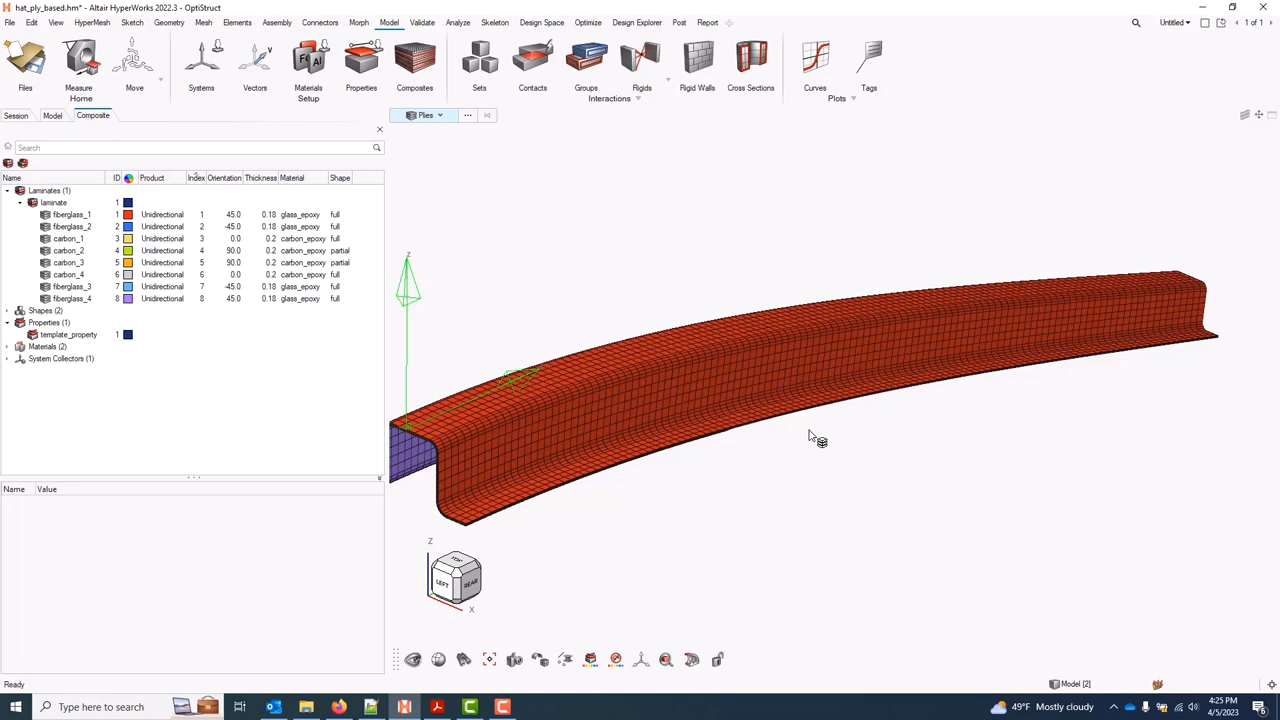 hat_ply_based.hm* - Altair HyperWorks 2022.3 - OptiStruct
File Edit View HyperMesh Sketch Geometry Mesh Elements Assembly Connectors Morph Model Validate Analyze Skeleton Design Space Optimize Design Explorer Post Report Untitled 1 of 1
Files Measure Move Systems Vectors Materials Properties Composites Sets Contacts Groups Rigids Rigid Walls Cross Sections Curves Tags
Home Setup Interactions Plots
Session Model Composite Plies
Search
Name ID Product Index Orientation Thickness Material Shape
Laminates (1)
laminate 1
fiberglass_1 1 Unidirectional 1 45.0 0.18 glass_epoxy full
fiberglass_2 2 Unidirectional 2 -45.0 0.18 glass_epoxy full
carbon_1 3 Unidirectional 3 0.0 0.2 carbon_epoxy full
carbon_2 4 Unidirectional 4 90.0 0.2 carbon_epoxy partial
carbon_3 5 Unidirectional 5 90.0 0.2 carbon_epoxy partial
carbon_4 6 Unidirectional 6 0.0 0.2 carbon_epoxy full
fiberglass_3 7 Unidirectional 7 -45.0 0.18 glass_epoxy full
fiberglass_4 8 Unidirectional 8 45.0 0.18 glass_epoxy full
Shapes (2)
Properties (1)
template_property 1
Materials (2)
System Collectors (1)
Name Value
Z
Z
TOP
LEFT REAR
X
Ready Model [2]
Type here to search 49°F Mostly cloudy 4:25 PM
4/5/2023